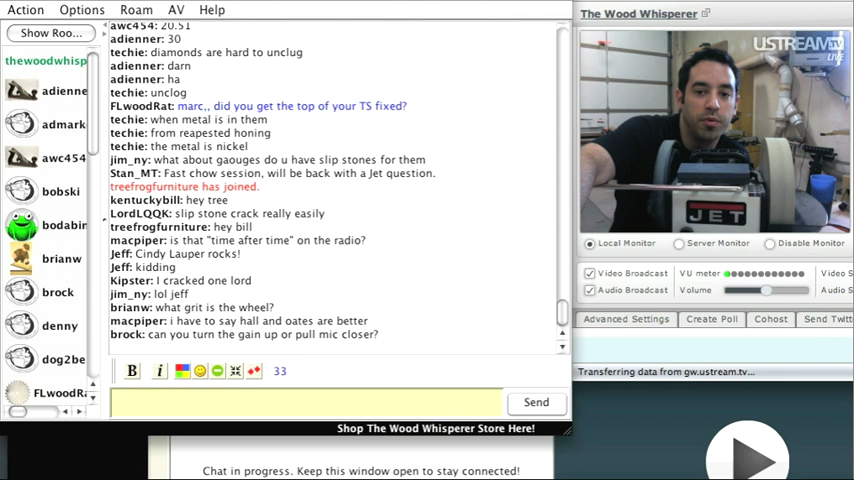 Action Options Roam AV Help
Show Roo...
thewoodwhisp
adienne
admark
awc454
bobski
bodabin
brianw
brock
denny
dog2be
FLwoodRa
awc454: 20.51
adienner: 30
techie: diamonds are hard to unclug
adienner: darn
adienner: ha
techie: unclog
FLwoodRat: marc,, did you get the top of your TS fixed?
techie: when metal is in them
techie: from reapested honing
techie: the metal is nickel
jim_ny: what about gaouges do u have slip stones for them
Stan_MT: Fast chow session, will be back with a Jet question.
treefrogfurniture has joined.
kentuckybill: hey tree
LordLQQK: slip stone crack really easily
treefrogfurniture: hey bill
macpiper: is that "time after time" on the radio?
Jeff: Cindy Lauper rocks!
Jeff: kidding
Kipster: I cracked one lord
jim_ny: lol jeff
brianw: what grit is the wheel?
macpiper: i have to say hall and oates are better
brock: can you turn the gain up or pull mic closer?
B i 33
Send
Shop The Wood Whisperer Store Here!
Chat in progress. Keep this window open to stay connected!
The Wood Whisperer
USTREAM.TV
LIVE
JET
Local Monitor Server Monitor Disable Monitor
Video Broadcast VU meter Video S
Audio Broadcast Volume Audio S
Advanced Settings Create Poll Cohost Send Twitt
Transferring data from gw.ustream.tv...